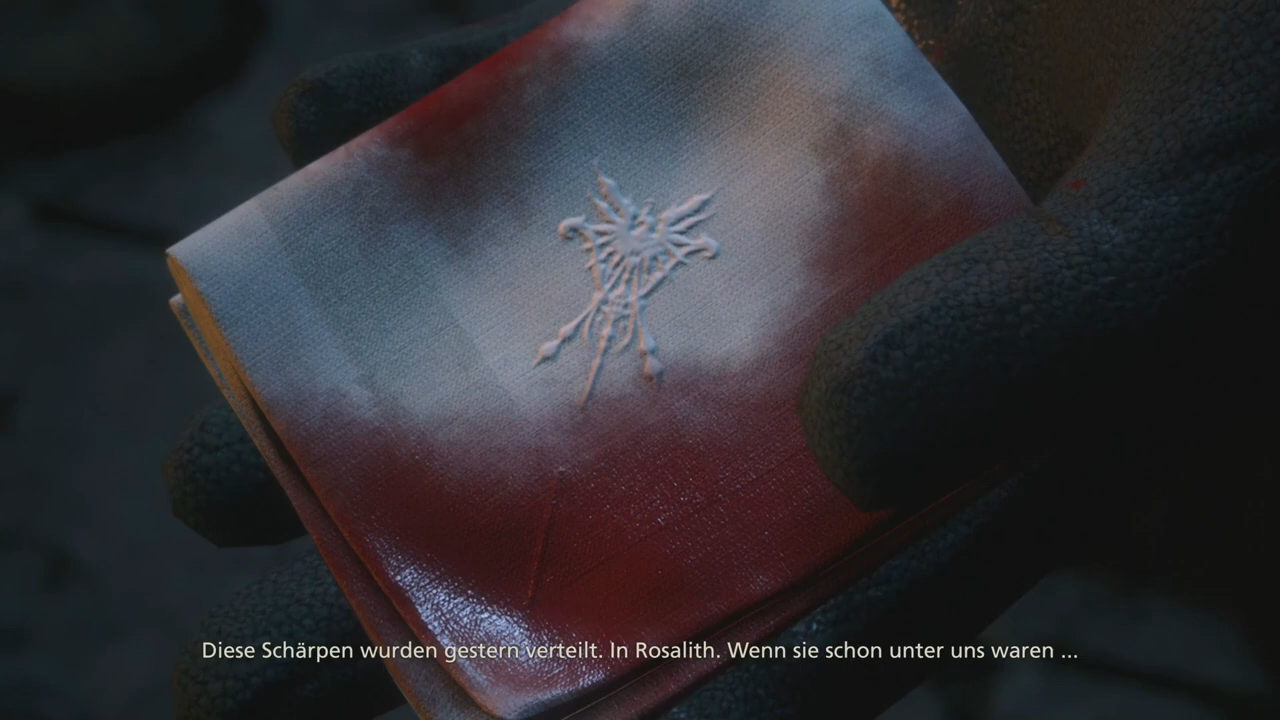 Diese Schärpen wurden gestern verteilt. In Rosalith. Wenn sie schon unter uns waren ...